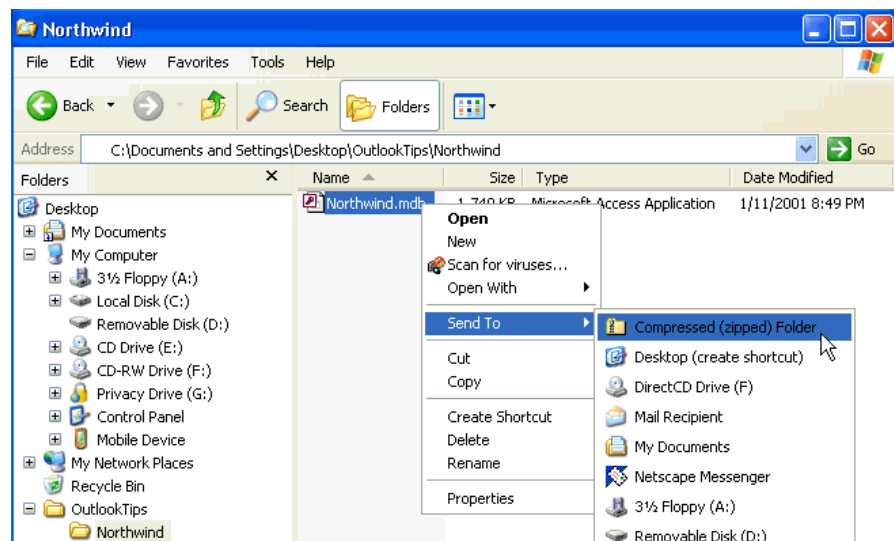 Northwind
File Edit View Favorites Tools Help
Back Search Folders
Address C:\Documents and Settings\Desktop\OutlookTips\Northwind Go
Folders Name Size Type Date Modified
Northwind.mdb 1,740 KB Microsoft Access Application 1/11/2001 8:49 PM
Desktop
My Documents
My Computer
3½ Floppy (A:)
Local Disk (C:)
Removable Disk (D:)
CD Drive (E:)
CD-RW Drive (F:)
Privacy Drive (G:)
Control Panel
Mobile Device
My Network Places
Recycle Bin
OutlookTips
Northwind
Open
New
Scan for viruses...
Open With
Send To
Cut
Copy
Create Shortcut
Delete
Rename
Properties
Compressed (zipped) Folder
Desktop (create shortcut)
DirectCD Drive (F)
Mail Recipient
My Documents
Netscape Messenger
3½ Floppy (A:)
Removable Disk (D:)